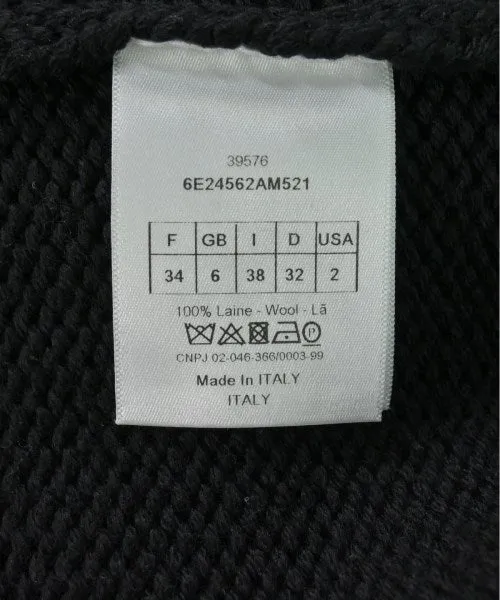 39576
6E24562AM521
F GB I D USA
34 6 38 32 2
100% Laine - Wool - Lã
P
CNPJ 02-046-366/0003-99
Made In ITALY
ITALY